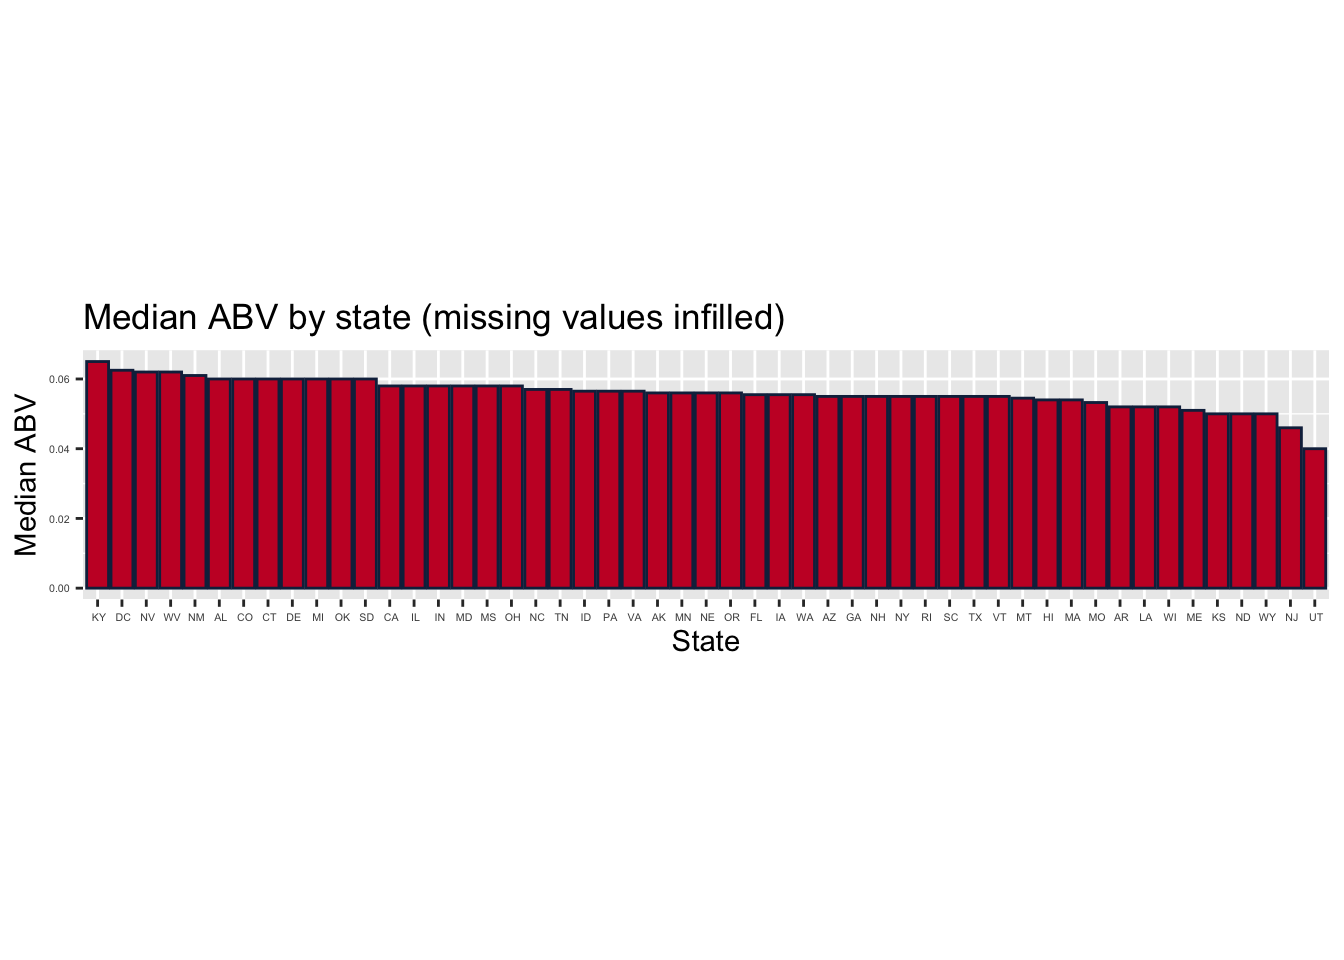 Median ABV by state (missing values infilled)
Median ABV
0.06
0.04
0.02
0.00
KY DC NV WV NM AL CO CT DE MI OK SD CA IL IN MD MS OH NC TN ID PA VA AK MN NE OR FL IA WA AZ GA NH NY RI SC TX VT MT HI MA MO AR LA WI ME KS ND WY NJ UT
State